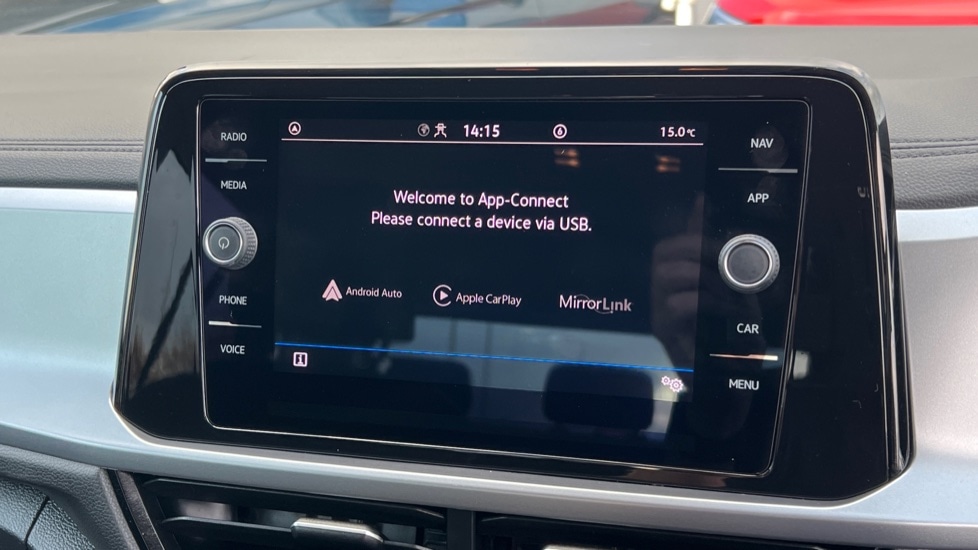 RADIO
MEDIA
PHONE
VOICE
14:15
6
15.0°C
Welcome to App-Connect
Please connect a device via USB.
Android Auto
Apple CarPlay
MirrorLink
NAV
APP
CAR
MENU